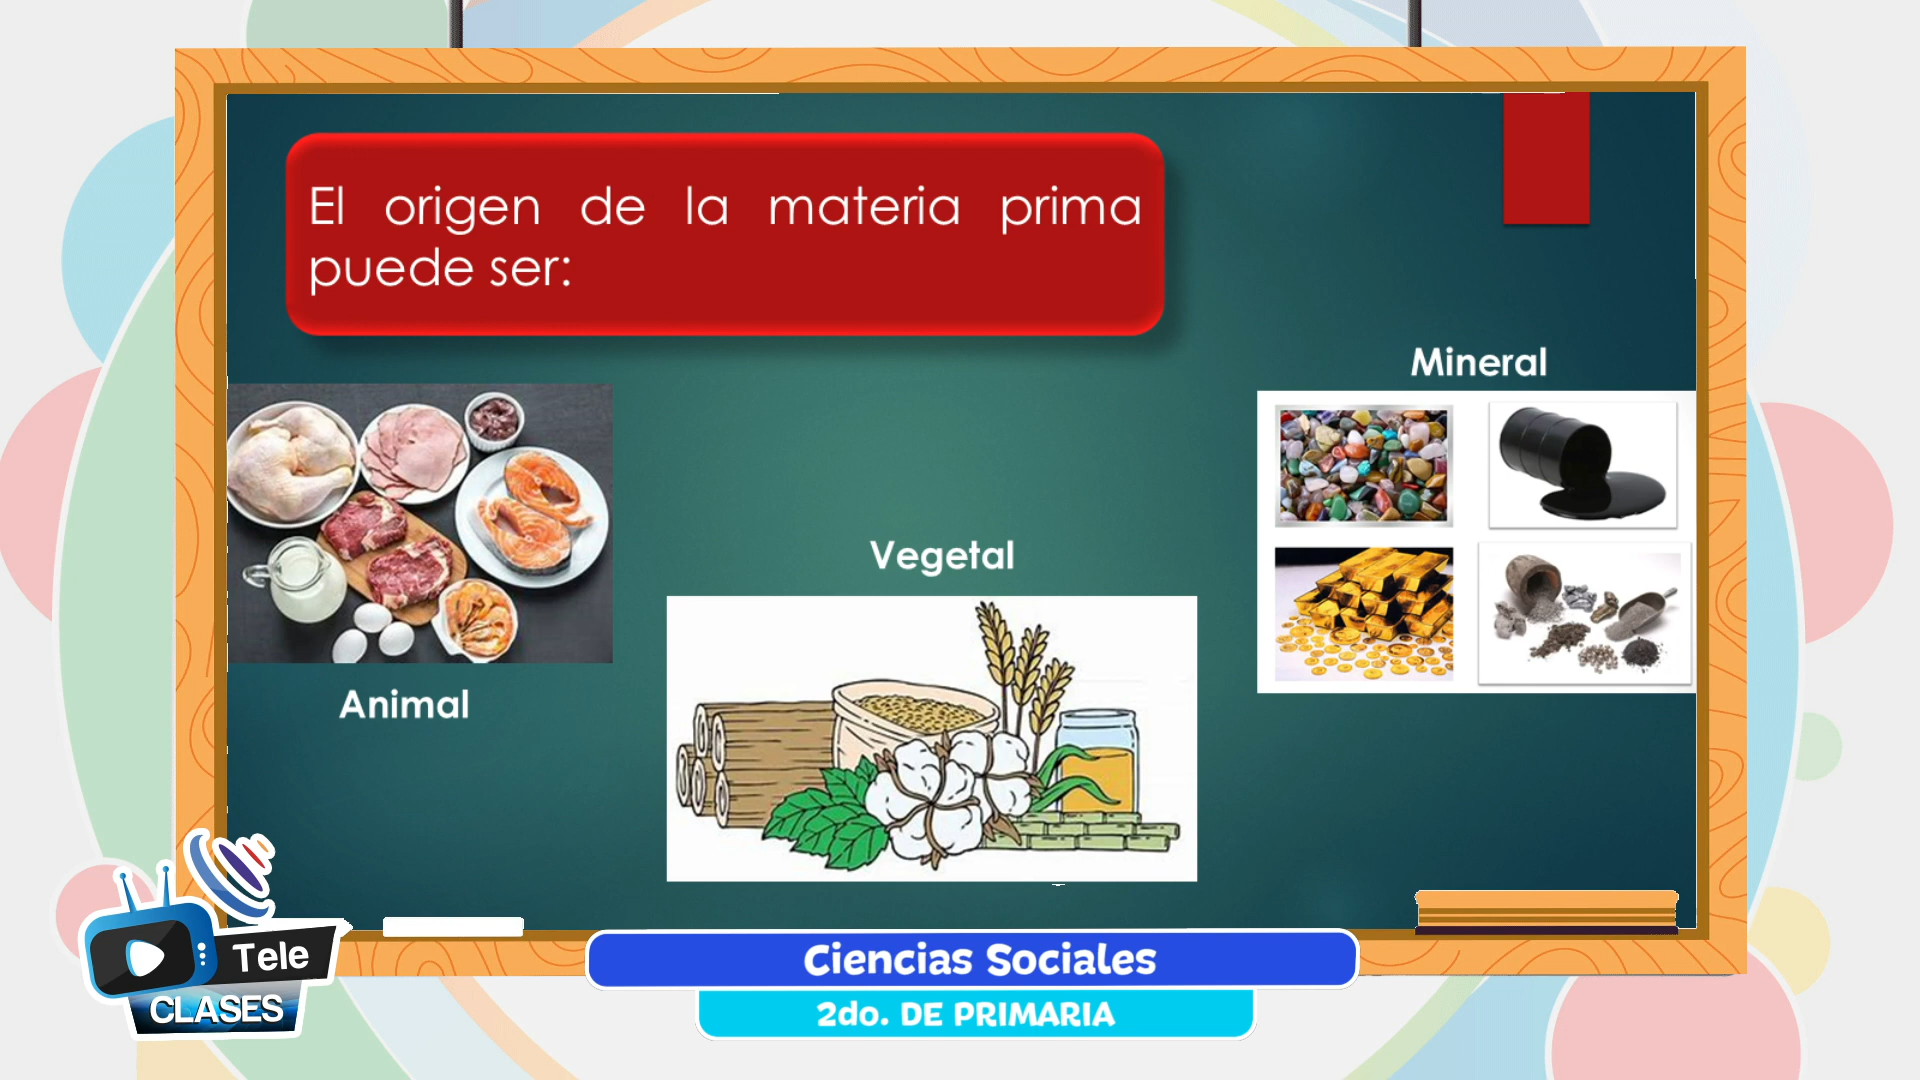 El origen de la materia prima
puede ser:
Mineral
Vegetal
Animal
Tele
CLASES
Ciencias Sociales
2do. DE PRIMARIA